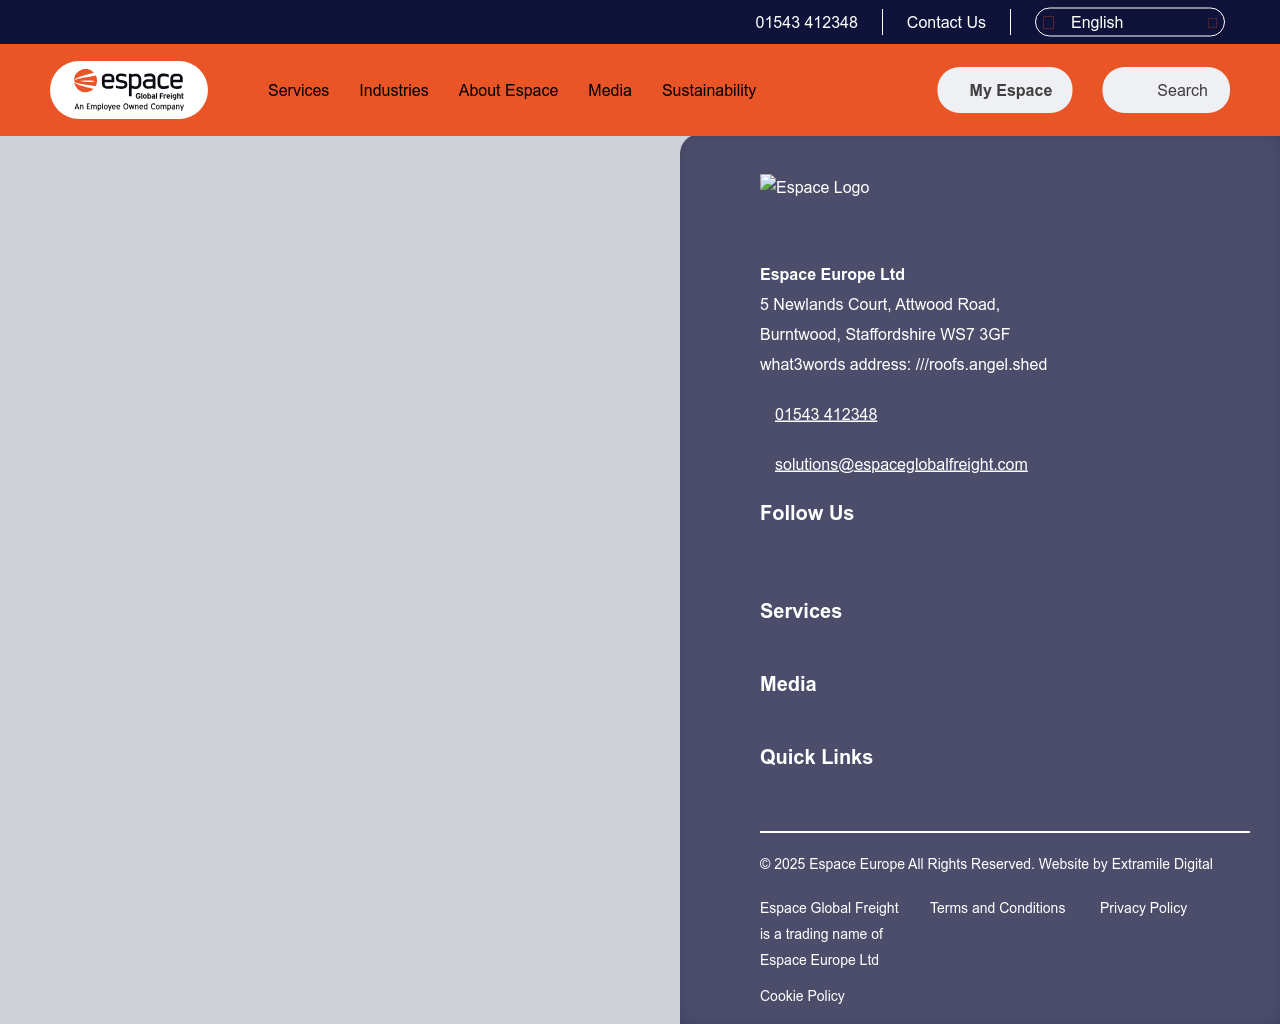 01543 412348
Contact Us
English
espace
Global Freight
An Employee Owned Company
Services
Industries
About Espace
Media
Sustainability
My Espace
Search
Espace Logo
Espace Europe Ltd
5 Newlands Court, Attwood Road,
Burntwood, Staffordshire WS7 3GF
what3words address: ///roofs.angel.shed
01543 412348
solutions@espaceglobalfreight.com
Follow Us
Services
Media
Quick Links
© 2025 Espace Europe All Rights Reserved. Website by Extramile Digital
Espace Global Freight
is a trading name of
Espace Europe Ltd
Terms and Conditions
Privacy Policy
Cookie Policy